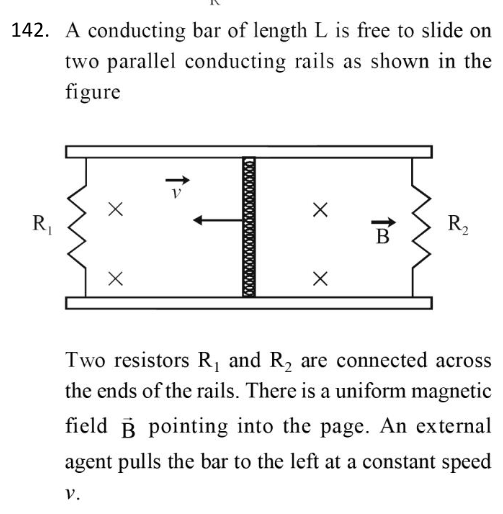 142. A conducting bar of length L is free to slide on
two parallel conducting rails as shown in the
figure
v⃗
R₁
B⃗
R₂
Two resistors R₁ and R₂ are connected across
the ends of the rails. There is a uniform magnetic
field B⃗ pointing into the page. An external
agent pulls the bar to the left at a constant speed
v.